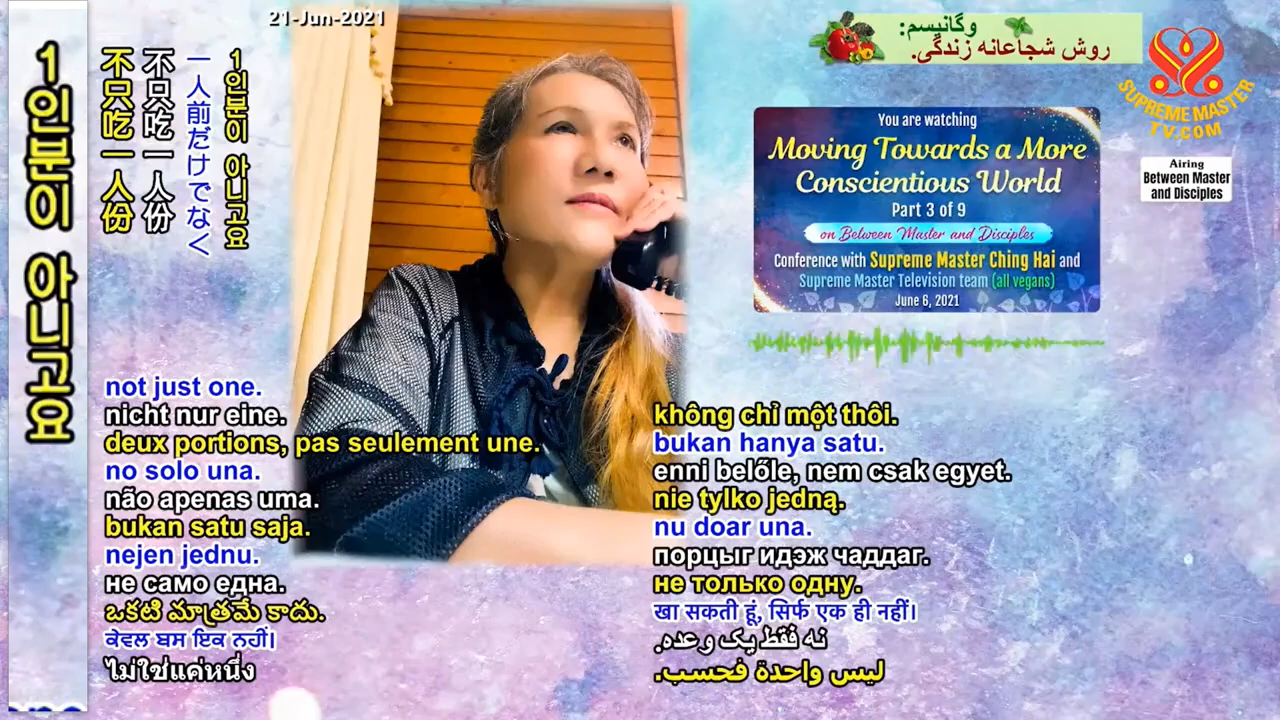 21-Jun-2021
1인분이 아니고요
不只吃一人份
不只吃一人份
一人前だけでなく
1인분이 아니고요
وگانیسم:
روش شجاعانه زندگی.
SUPREME MASTER
TV.COM
You are watching
Moving Towards a More
Conscientious World
Part 3 of 9
on Between Master and Disciples
Conference with Supreme Master Ching Hai and
Supreme Master Television team (all vegans)
June 6, 2021
Airing
Between Master
and Disciples
not just one.
nicht nur eine.
deux portions, pas seulement une.
no solo una.
não apenas uma.
bukan satu saja.
nejen jednu.
не само една.
ఒకటి మాత్రమే కాదు.
ਕੇਵਲ ਬਸ ਇਕ ਨਹੀਂ।
ไม่ใช่แค่หนึ่ง
không chỉ một thôi.
bukan hanya satu.
enni belőle, nem csak egyet.
nie tylko jedną.
nu doar una.
порцыг идэж чаддаг.
не только одну.
खा सकती हूं, सिर्फ एक ही नहीं।
نه فقط یک وعده.
ليس واحدة فحسب.